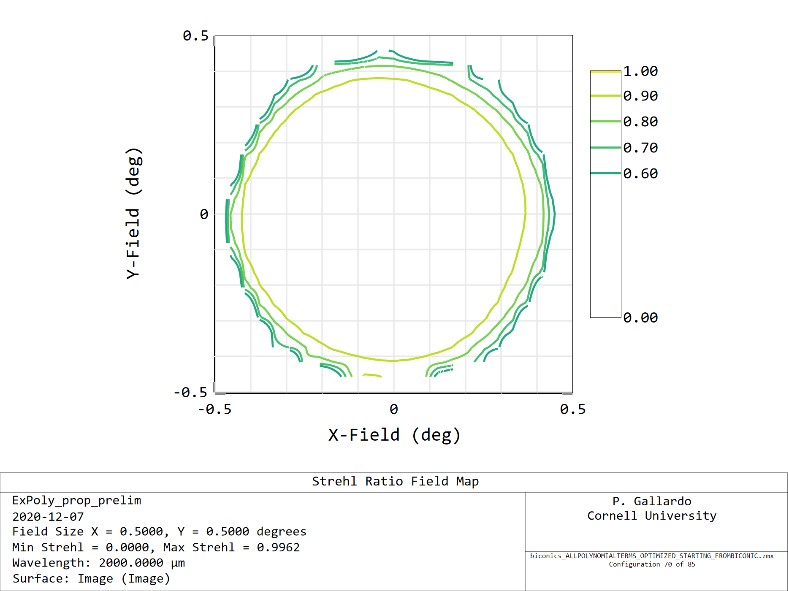 0.5
0
-0.5
Y-Field (deg)
-0.5
0
0.5
X-Field (deg)
1.00
0.90
0.80
0.70
0.60
0.00
Strehl Ratio Field Map
ExPoly_prop_prelim
2020-12-07
Field Size X = 0.5000, Y = 0.5000 degrees
Min Strehl = 0.0000, Max Strehl = 0.9962
Wavelength: 2000.0000 µm
Surface: Image (Image)
P. Gallardo
Cornell University
biconics_ALLPOLYNOMIALTERMS_OPTIMIZED_STARTING_FROMBICONIC.zmx
Configuration 70 of 85